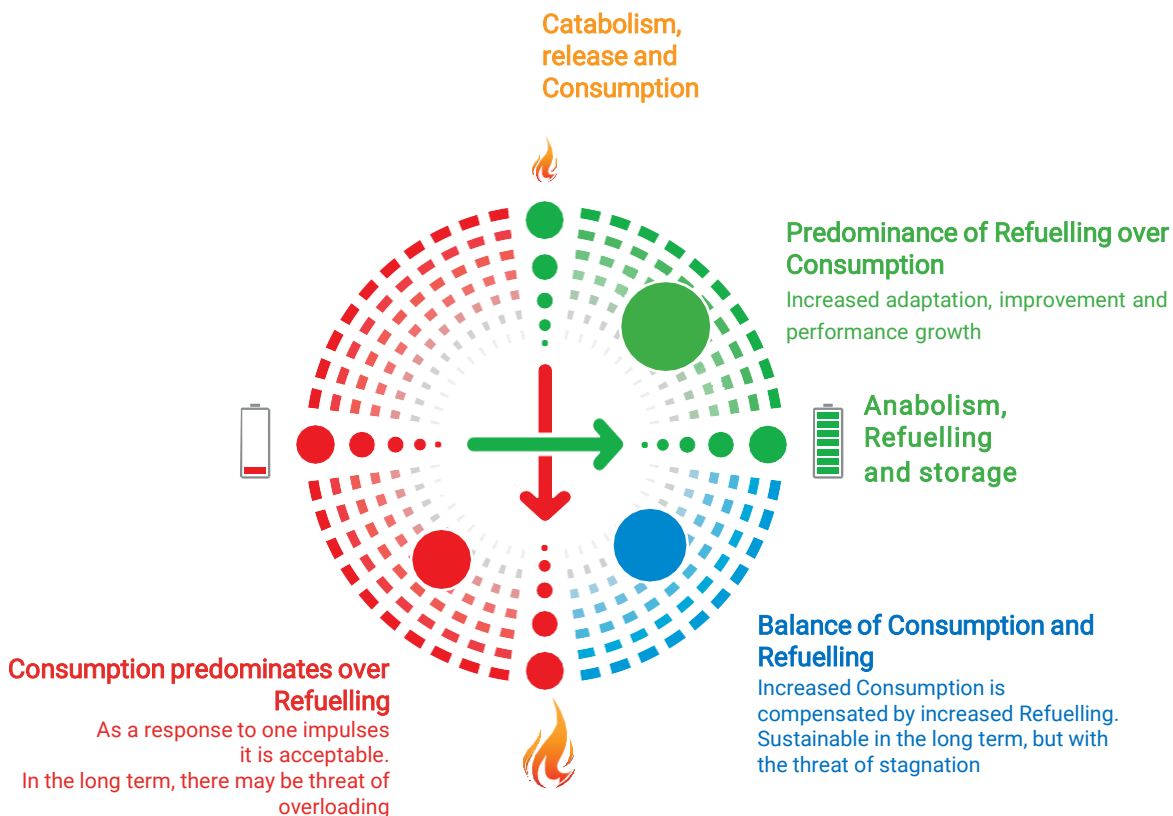 Catabolism,
release and
Consumption
Predominance of Refuelling over
Consumption
Increased adaptation, improvement and
performance growth
Anabolism,
Refuelling
and storage
Balance of Consumption and
Refuelling
Increased Consumption is
compensated by increased Refuelling.
Sustainable in the long term, but with
the threat of stagnation
Consumption predominates over
Refuelling
As a response to one impulses
it is acceptable.
In the long term, there may be threat of
overloading